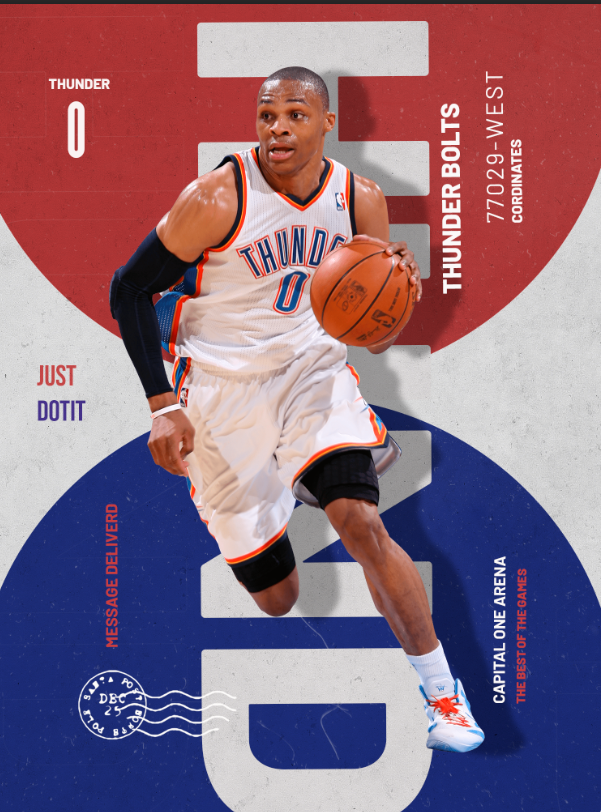 THUNDER
0
THUNDER BOLTS
77029-WEST
CORDINATES
THUND
0
JUST
DOTIT
MESSAGE DELIVERD
CAPITAL ONE ARENA
THE BEST OF THE GAMES
DEC
25